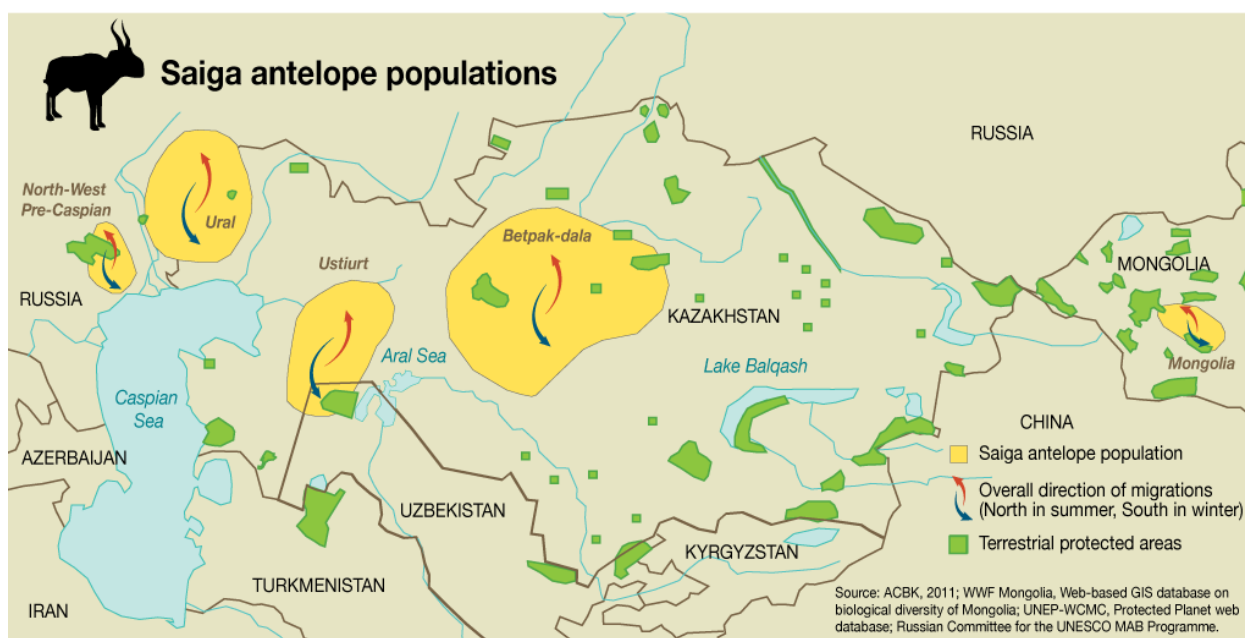 Saiga antelope populations
RUSSIA
North-West
Pre-Caspian
Ural
Betpak-dala
Ustiurt
MONGOLIA
RUSSIA
KAZAKHSTAN
Aral Sea
Lake Balqash
Mongolia
Caspian
Sea
CHINA
AZERBAIJAN
Saiga antelope population
Overall direction of migrations
(North in summer, South in winter)
UZBEKISTAN
Terrestrial protected areas
KYRGYZSTAN
TURKMENISTAN
IRAN
Source: ACBK, 2011; WWF Mongolia, Web-based GIS database on
biological diversity of Mongolia; UNEP-WCMC, Protected Planet web
database; Russian Committee for the UNESCO MAB Programme.